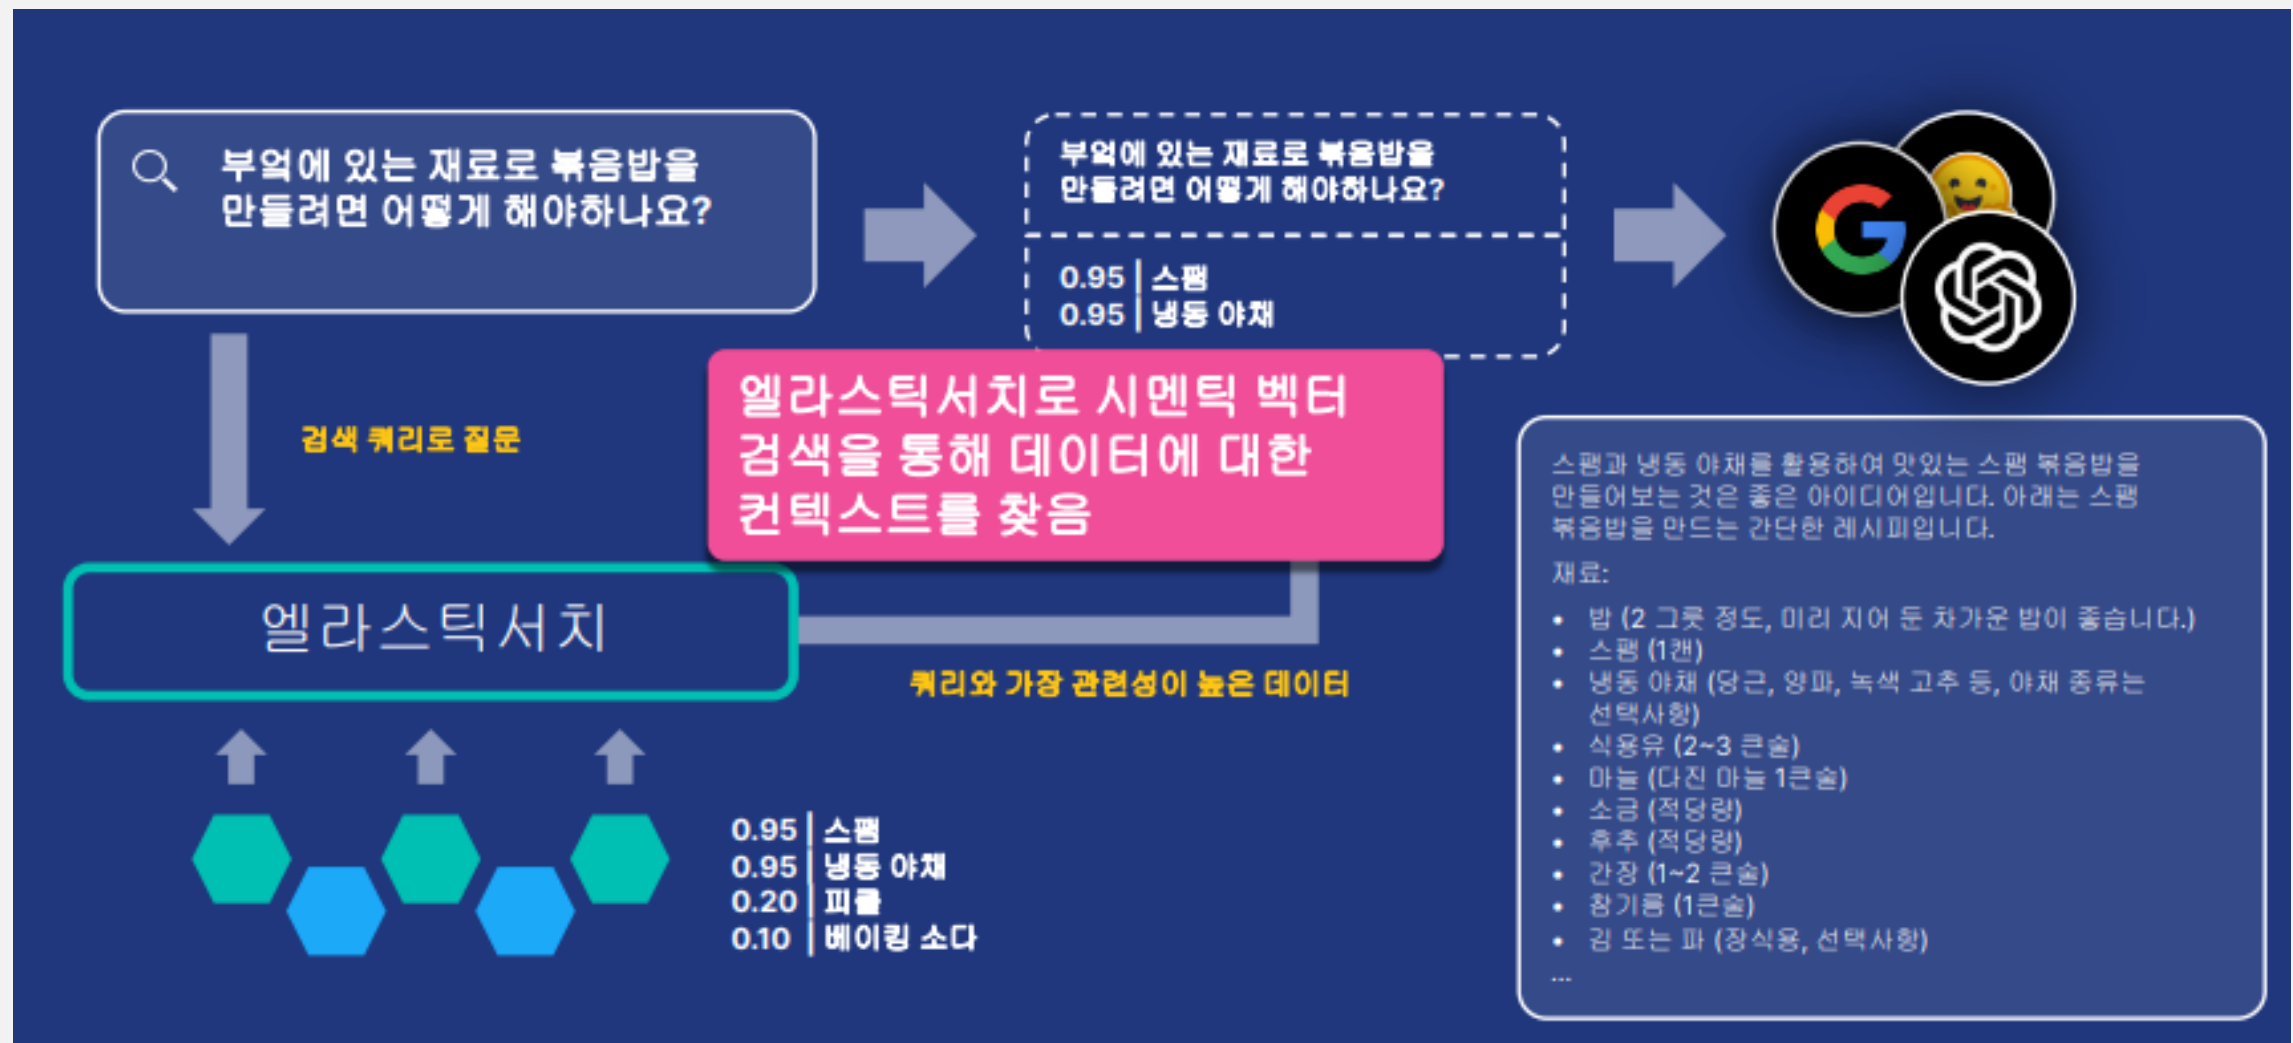 부엌에 있는 재료로 볶음밥을
만들려면 어떻게 해야하나요?
부엌에 있는 재료로 볶음밥을
만들려면 어떻게 해야하나요?
0.95 | 스팸
0.95 | 냉동 야채
검색 쿼리로 질문
엘라스틱서치로 시멘틱 벡터
검색을 통해 데이터에 대한
컨텍스트를 찾음
엘라스틱서치
쿼리와 가장 관련성이 높은 데이터
0.95 | 스팸
0.95 | 냉동 야채
0.20 | 피클
0.10 | 베이킹 소다
스팸과 냉동 야채를 활용하여 맛있는 스팸 볶음밥을
만들어보는 것은 좋은 아이디어입니다. 아래는 스팸
볶음밥을 만드는 간단한 레시피입니다.
재료:
• 밥 (2 그릇 정도, 미리 지어 둔 차가운 밥이 좋습니다.)
• 스팸 (1캔)
• 냉동 야채 (당근, 양파, 녹색 고추 등, 야채 종류는
선택사항)
• 식용유 (2~3 큰술)
• 마늘 (다진 마늘 1큰술)
• 소금 (적당량)
• 후추 (적당량)
• 간장 (1~2 큰술)
• 참기름 (1큰술)
• 김 또는 파 (장식용, 선택사항)
...